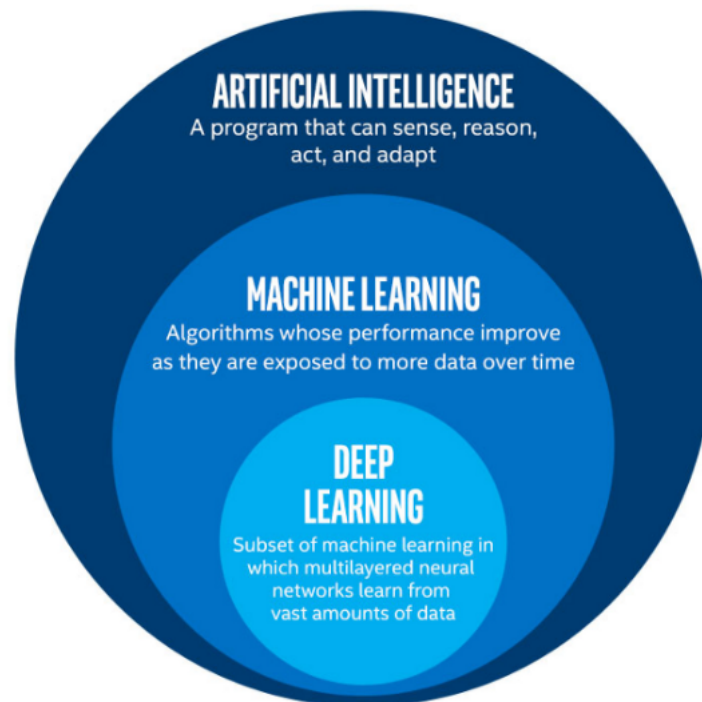 ARTIFICIAL INTELLIGENCE
A program that can sense, reason,
act, and adapt
MACHINE LEARNING
Algorithms whose performance improve
as they are exposed to more data over time
DEEP
LEARNING
Subset of machine learning in
which multilayered neural
networks learn from
vast amounts of data